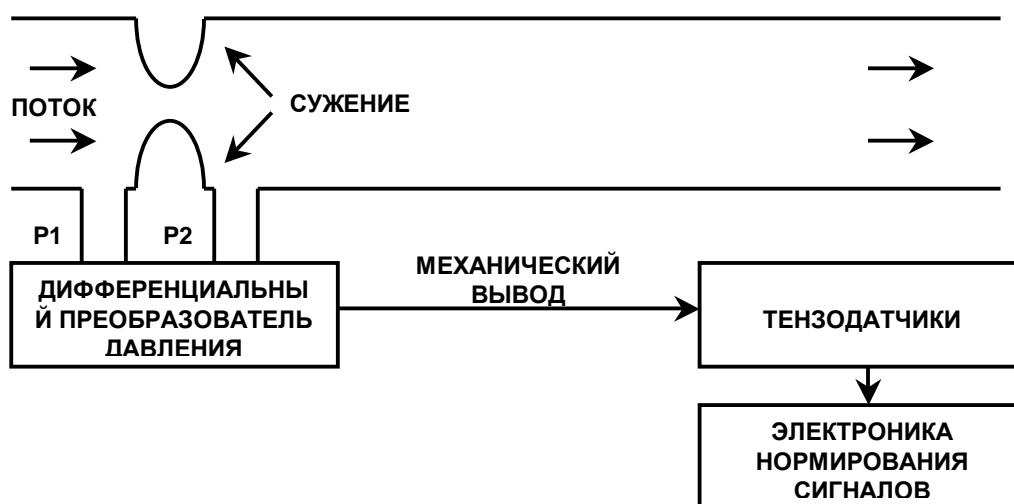 ПОТОК
СУЖЕНИЕ
P1
P2
МЕХАНИЧЕСКИЙ
ВЫВОД
ДИФФЕРЕНЦИАЛЬНЫ
Й ПРЕОБРАЗОВАТЕЛЬ
ДАВЛЕНИЯ
ТЕНЗОДАТЧИКИ
ЭЛЕКТРОНИКА
НОРМИРОВАНИЯ
СИГНАЛОВ